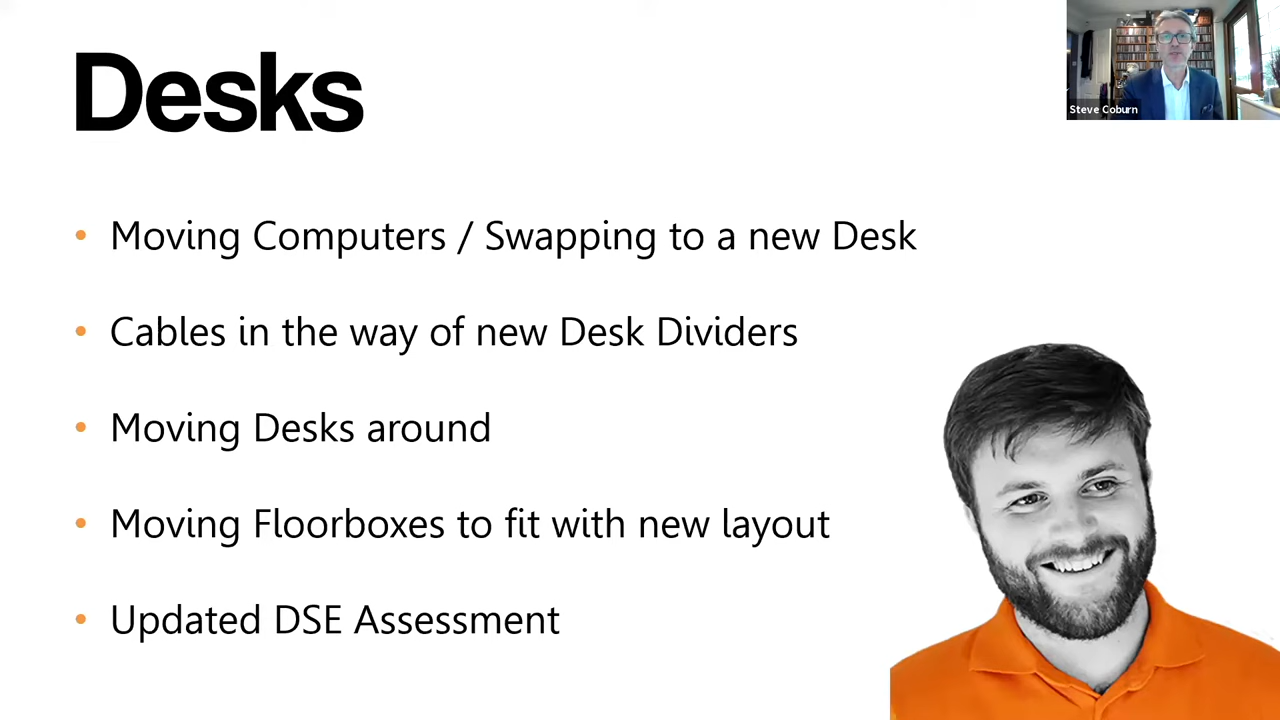 Desks
Steve Coburn
• Moving Computers / Swapping to a new Desk
• Cables in the way of new Desk Dividers
• Moving Desks around
• Moving Floorboxes to fit with new layout
• Updated DSE Assessment